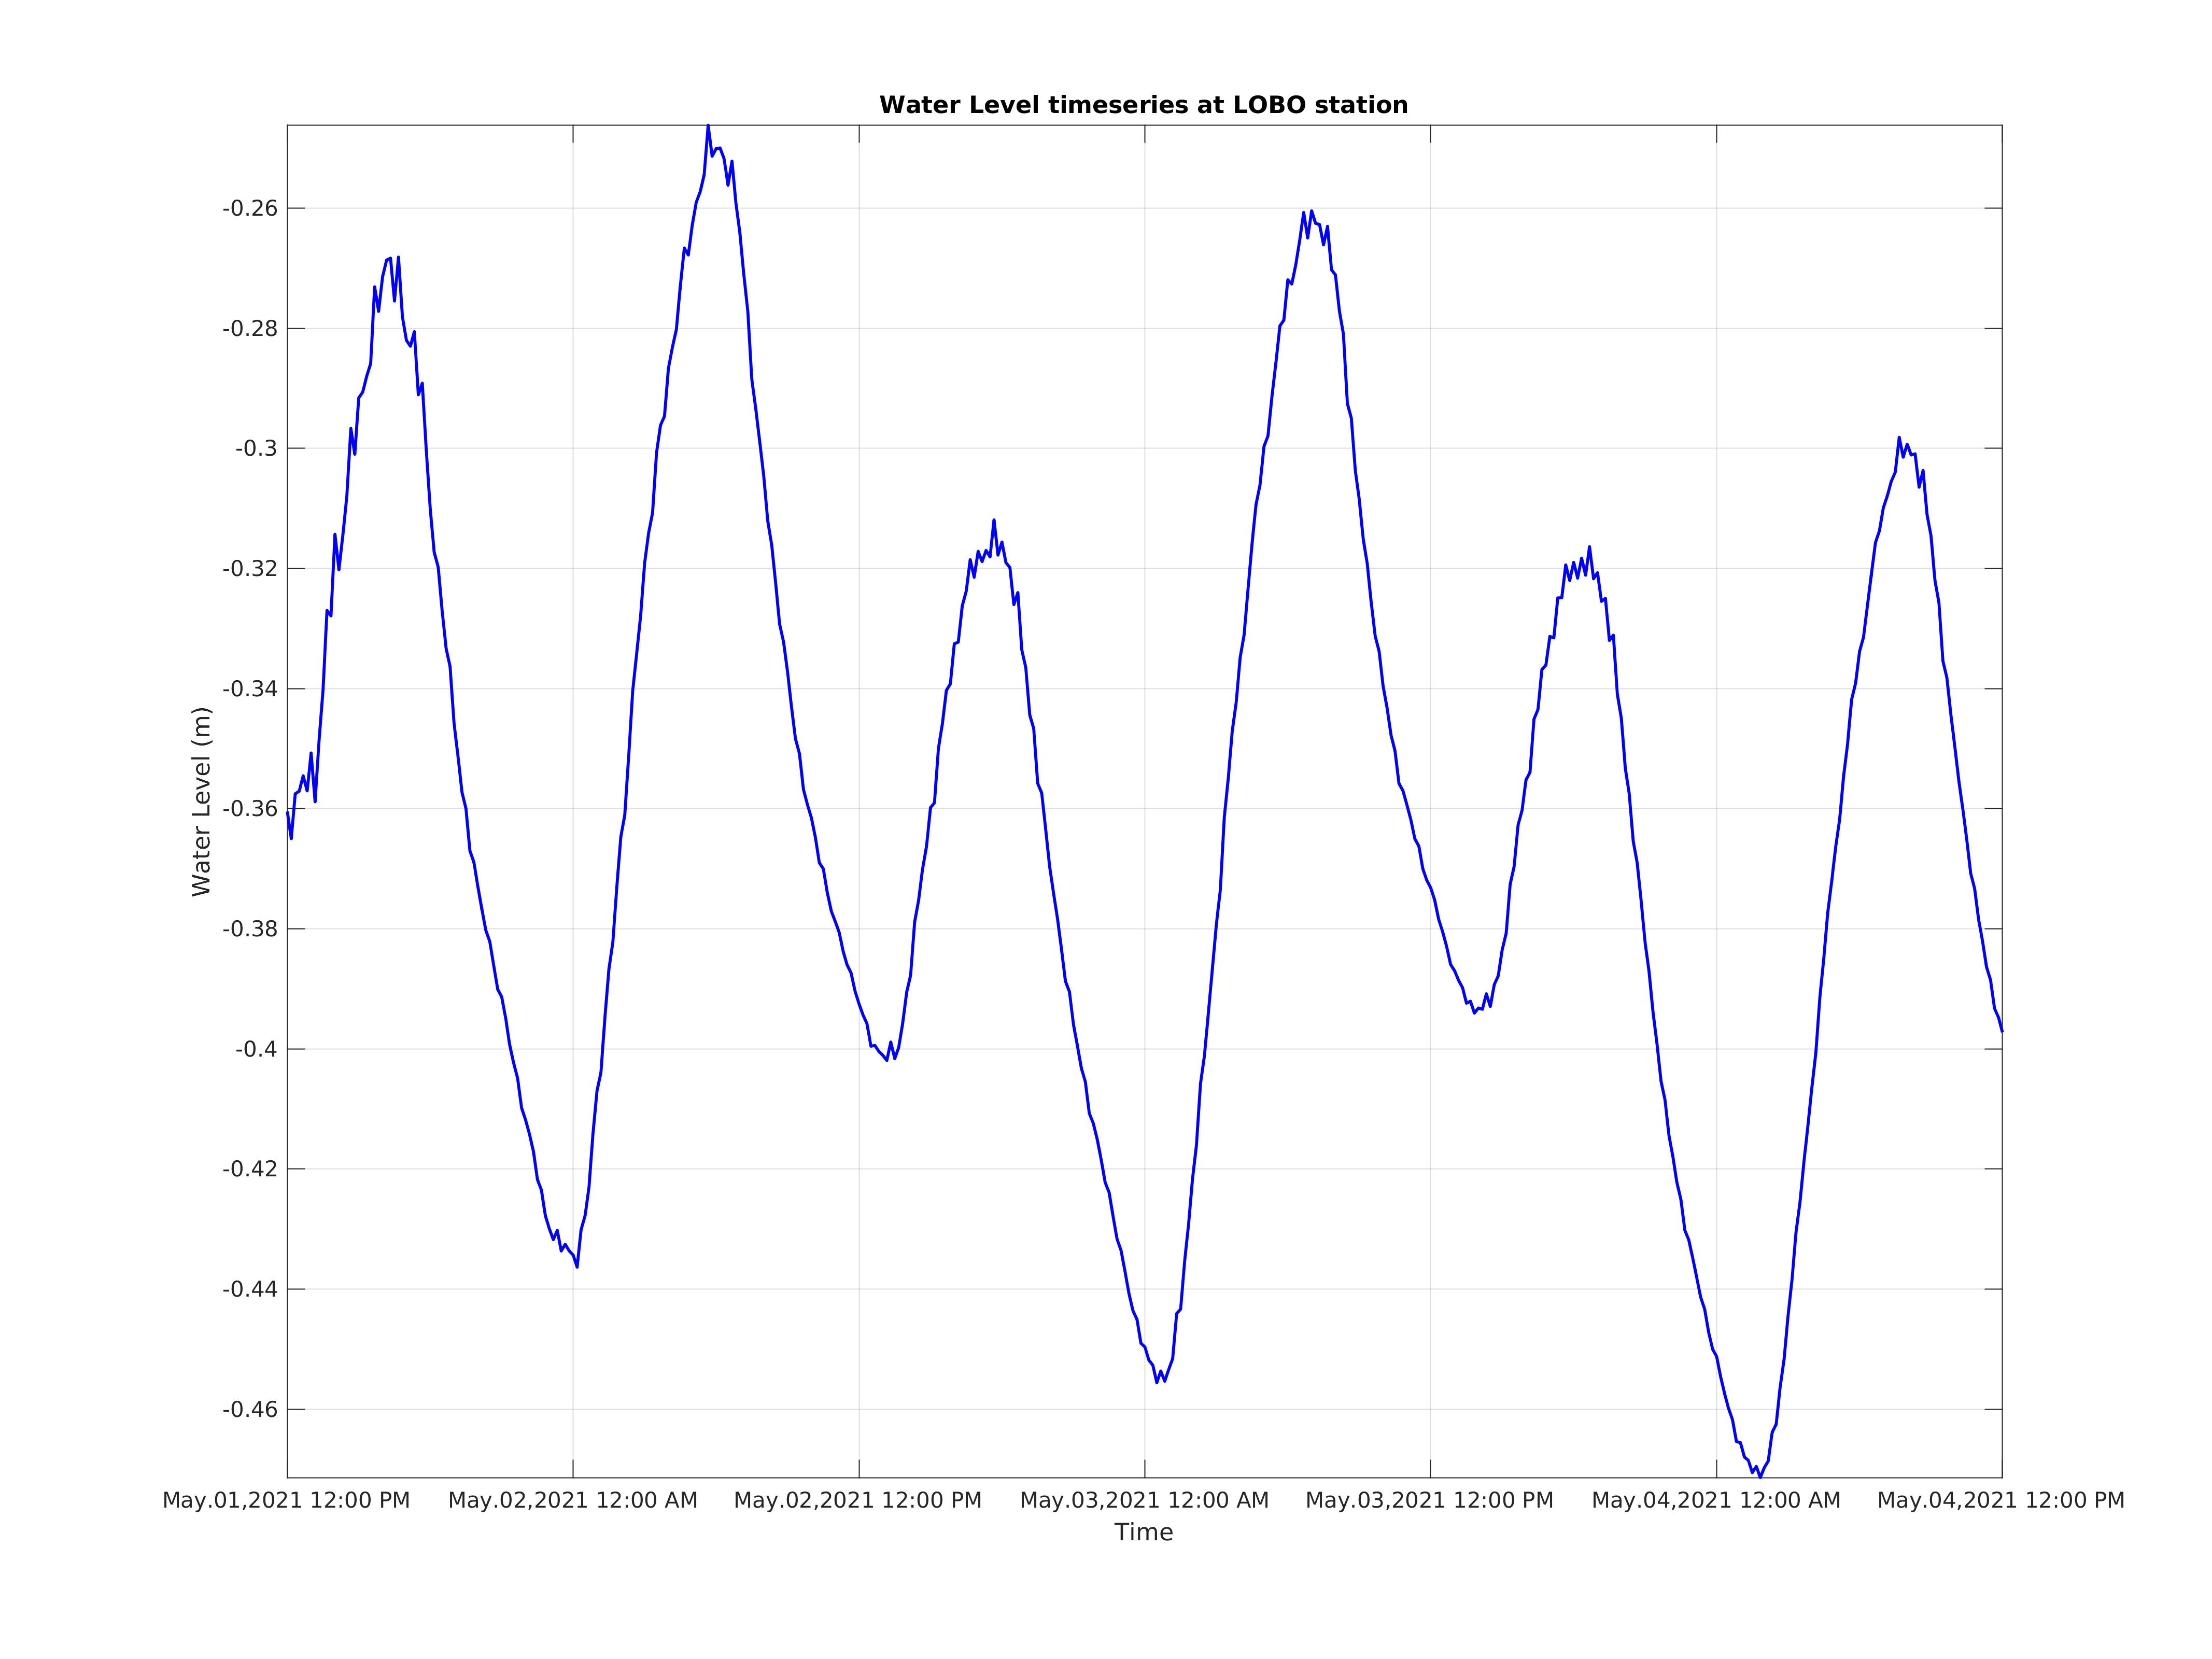 Water Level timeseries at LOBO station
-0.26
-0.28
-0.3
-0.32
-0.34
-0.36
-0.38
-0.4
-0.42
-0.44
-0.46
Water Level (m)
May.01,2021 12:00 PM May.02,2021 12:00 AM May.02,2021 12:00 PM May.03,2021 12:00 AM May.03,2021 12:00 PM May.04,2021 12:00 AM May.04,2021 12:00 PM
Time